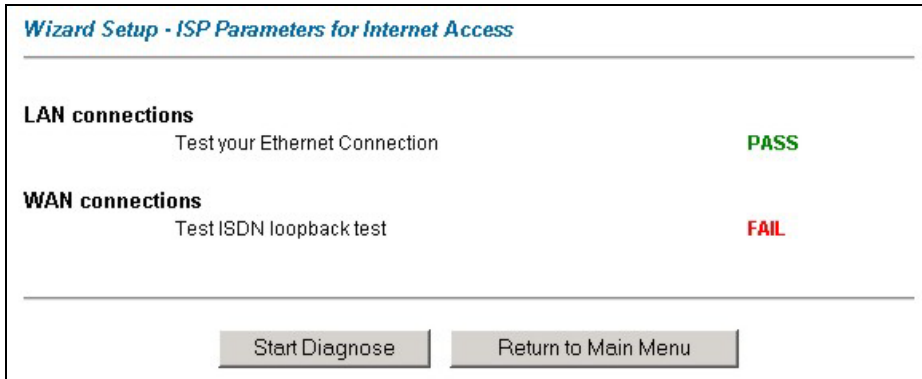 Wizard Setup - ISP Parameters for Internet Access
LAN connections
Test your Ethernet Connection PASS
WAN connections
Test ISDN loopback test FAIL
Start Diagnose Return to Main Menu